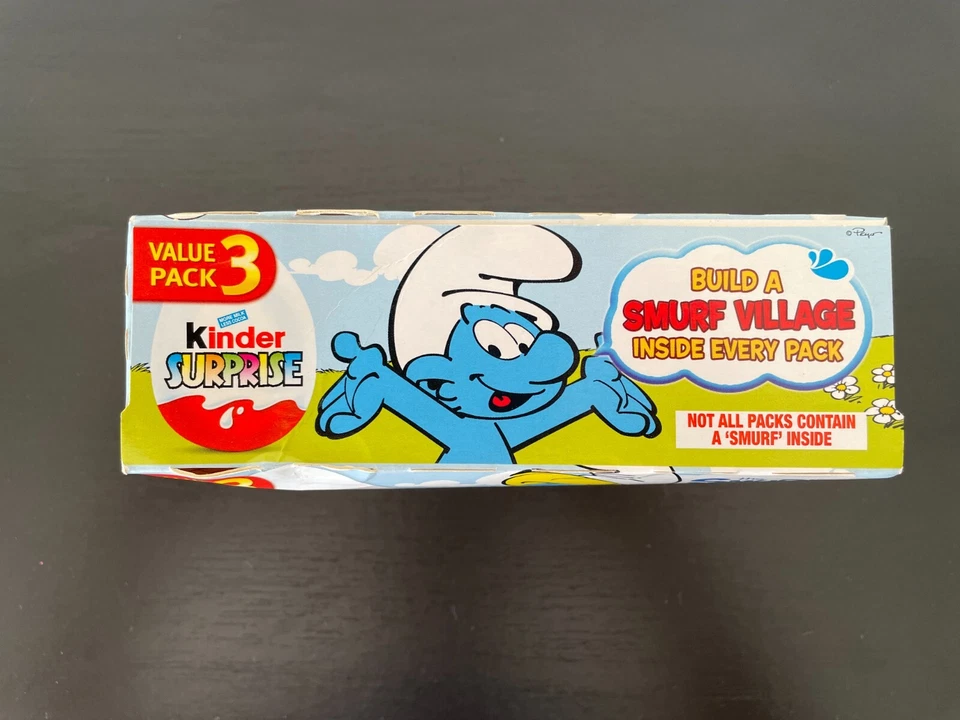 VALUE
PACK 3
MORE MILK
LESS COCOA
Kinder
SURPRISE
© Peyo
BUILD A
SMURF VILLAGE
INSIDE EVERY PACK
NOT ALL PACKS CONTAIN
A 'SMURF' INSIDE